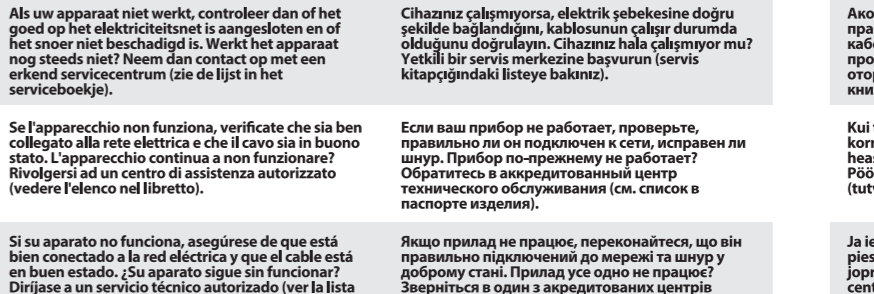 Als uw apparaat niet werkt, controleer dan of het
goed op het elektriciteitsnet is aangesloten en of
het snoer niet beschadigd is. Werkt het apparaat
nog steeds niet? Neem dan contact op met een
erkend servicecentrum (zie de lijst in het
serviceboekje).
Cihazınız çalışmıyorsa, elektrik şebekesine doğru
şekilde bağlandığını, kablosunun çalışır durumda
olduğunu doğrulayın. Cihazınız hala çalışmıyor mu?
Yetkili bir servis merkezine başvurun (servis
kitapçığındaki listeye bakınız).
Ако
Se l'apparecchio non funziona, verificate che sia ben
collegato alla rete elettrica e che il cavo sia in buono
stato. L'apparecchio continua a non funzionare?
Rivolgersi ad un centro di assistenza autorizzato
(vedere l'elenco nel libretto).
Если ваш прибор не работает, проверьте,
правильно ли он подключен к сети, исправен ли
шнур. Прибор по-прежнему не работает?
Обратитесь в аккредитованный центр
технического обслуживания (см. список в
паспорте изделия).
Kui
Si su aparato no funciona, asegúrese de que está
bien conectado a la red eléctrica y que el cable está
en buen estado. ¿Su aparato sigue sin funcionar?
Diríjase a un servicio técnico autorizado (ver la lista
Якщо прилад не працює, переконайтеся, що він
правильно підключений до мережі та шнур у
доброму стані. Прилад усе одно не працює?
Зверніться в один з акредитованих центрів
Ja